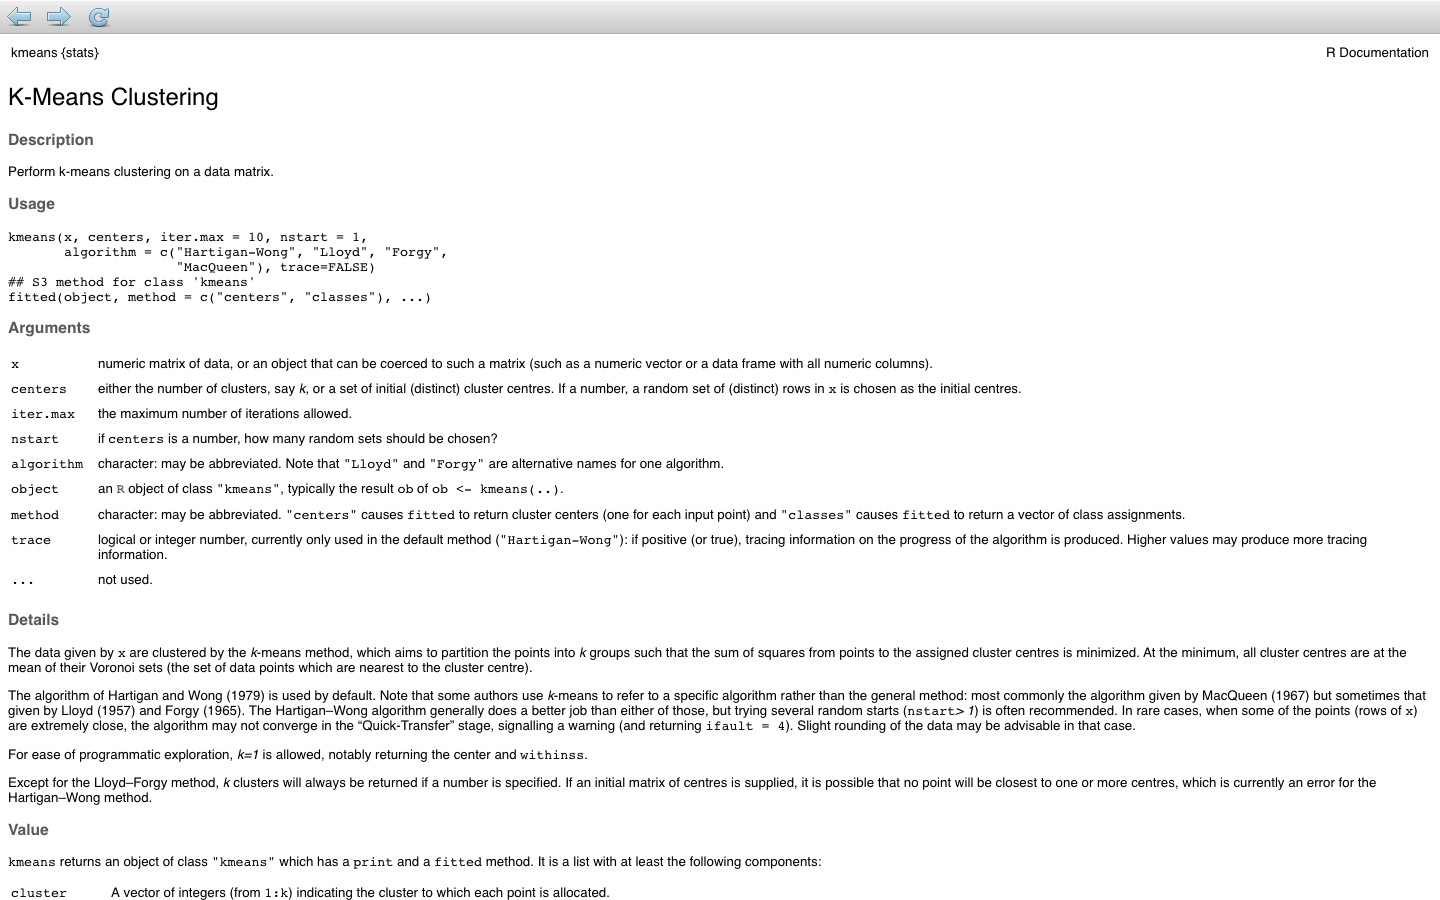 kmeans {stats}
R Documentation
K-Means Clustering
Description
Perform k-means clustering on a data matrix.
Usage
kmeans(x, centers, iter.max = 10, nstart = 1,
       algorithm = c("Hartigan-Wong", "Lloyd", "Forgy",
                     "MacQueen"), trace=FALSE)
## S3 method for class 'kmeans'
fitted(object, method = c("centers", "classes"), ...)
Arguments
x numeric matrix of data, or an object that can be coerced to such a matrix (such as a numeric vector or a data frame with all numeric columns).
centers either the number of clusters, say k, or a set of initial (distinct) cluster centres. If a number, a random set of (distinct) rows in x is chosen as the initial centres.
iter.max the maximum number of iterations allowed.
nstart if centers is a number, how many random sets should be chosen?
algorithm character: may be abbreviated. Note that "Lloyd" and "Forgy" are alternative names for one algorithm.
object an R object of class "kmeans", typically the result ob of ob <- kmeans(..).
method character: may be abbreviated. "centers" causes fitted to return cluster centers (one for each input point) and "classes" causes fitted to return a vector of class assignments.
trace logical or integer number, currently only used in the default method ("Hartigan-Wong"): if positive (or true), tracing information on the progress of the algorithm is produced. Higher values may produce more tracing
information.
... not used.
Details
The data given by x are clustered by the k-means method, which aims to partition the points into k groups such that the sum of squares from points to the assigned cluster centres is minimized. At the minimum, all cluster centres are at the
mean of their Voronoi sets (the set of data points which are nearest to the cluster centre).
The algorithm of Hartigan and Wong (1979) is used by default. Note that some authors use k-means to refer to a specific algorithm rather than the general method: most commonly the algorithm given by MacQueen (1967) but sometimes that
given by Lloyd (1957) and Forgy (1965). The Hartigan–Wong algorithm generally does a better job than either of those, but trying several random starts (nstart> 1) is often recommended. In rare cases, when some of the points (rows of x)
are extremely close, the algorithm may not converge in the “Quick-Transfer” stage, signalling a warning (and returning ifault = 4). Slight rounding of the data may be advisable in that case.
For ease of programmatic exploration, k=1 is allowed, notably returning the center and withinss.
Except for the Lloyd–Forgy method, k clusters will always be returned if a number is specified. If an initial matrix of centres is supplied, it is possible that no point will be closest to one or more centres, which is currently an error for the
Hartigan–Wong method.
Value
kmeans returns an object of class "kmeans" which has a print and a fitted method. It is a list with at least the following components:
cluster A vector of integers (from 1:k) indicating the cluster to which each point is allocated.